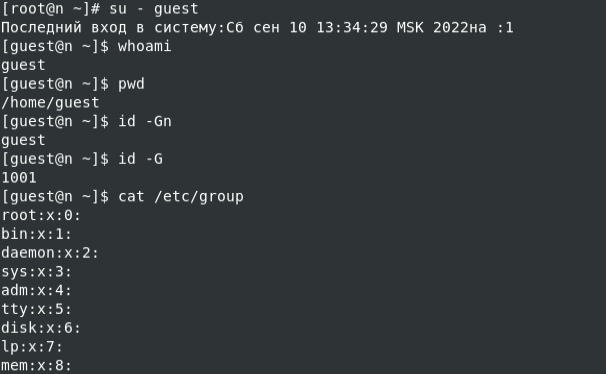 [root@n ~]# su - guest
Последний вход в систему:Сб сен 10 13:34:29 MSK 2022на :1
[guest@n ~]$ whoami
guest
[guest@n ~]$ pwd
/home/guest
[guest@n ~]$ id -Gn
guest
[guest@n ~]$ id -G
1001
[guest@n ~]$ cat /etc/group
root:x:0:
bin:x:1:
daemon:x:2:
sys:x:3:
adm:x:4:
tty:x:5:
disk:x:6:
lp:x:7:
mem:x:8: